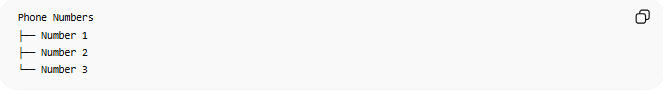 Phone Numbers
├── Number 1
├── Number 2
└── Number 3